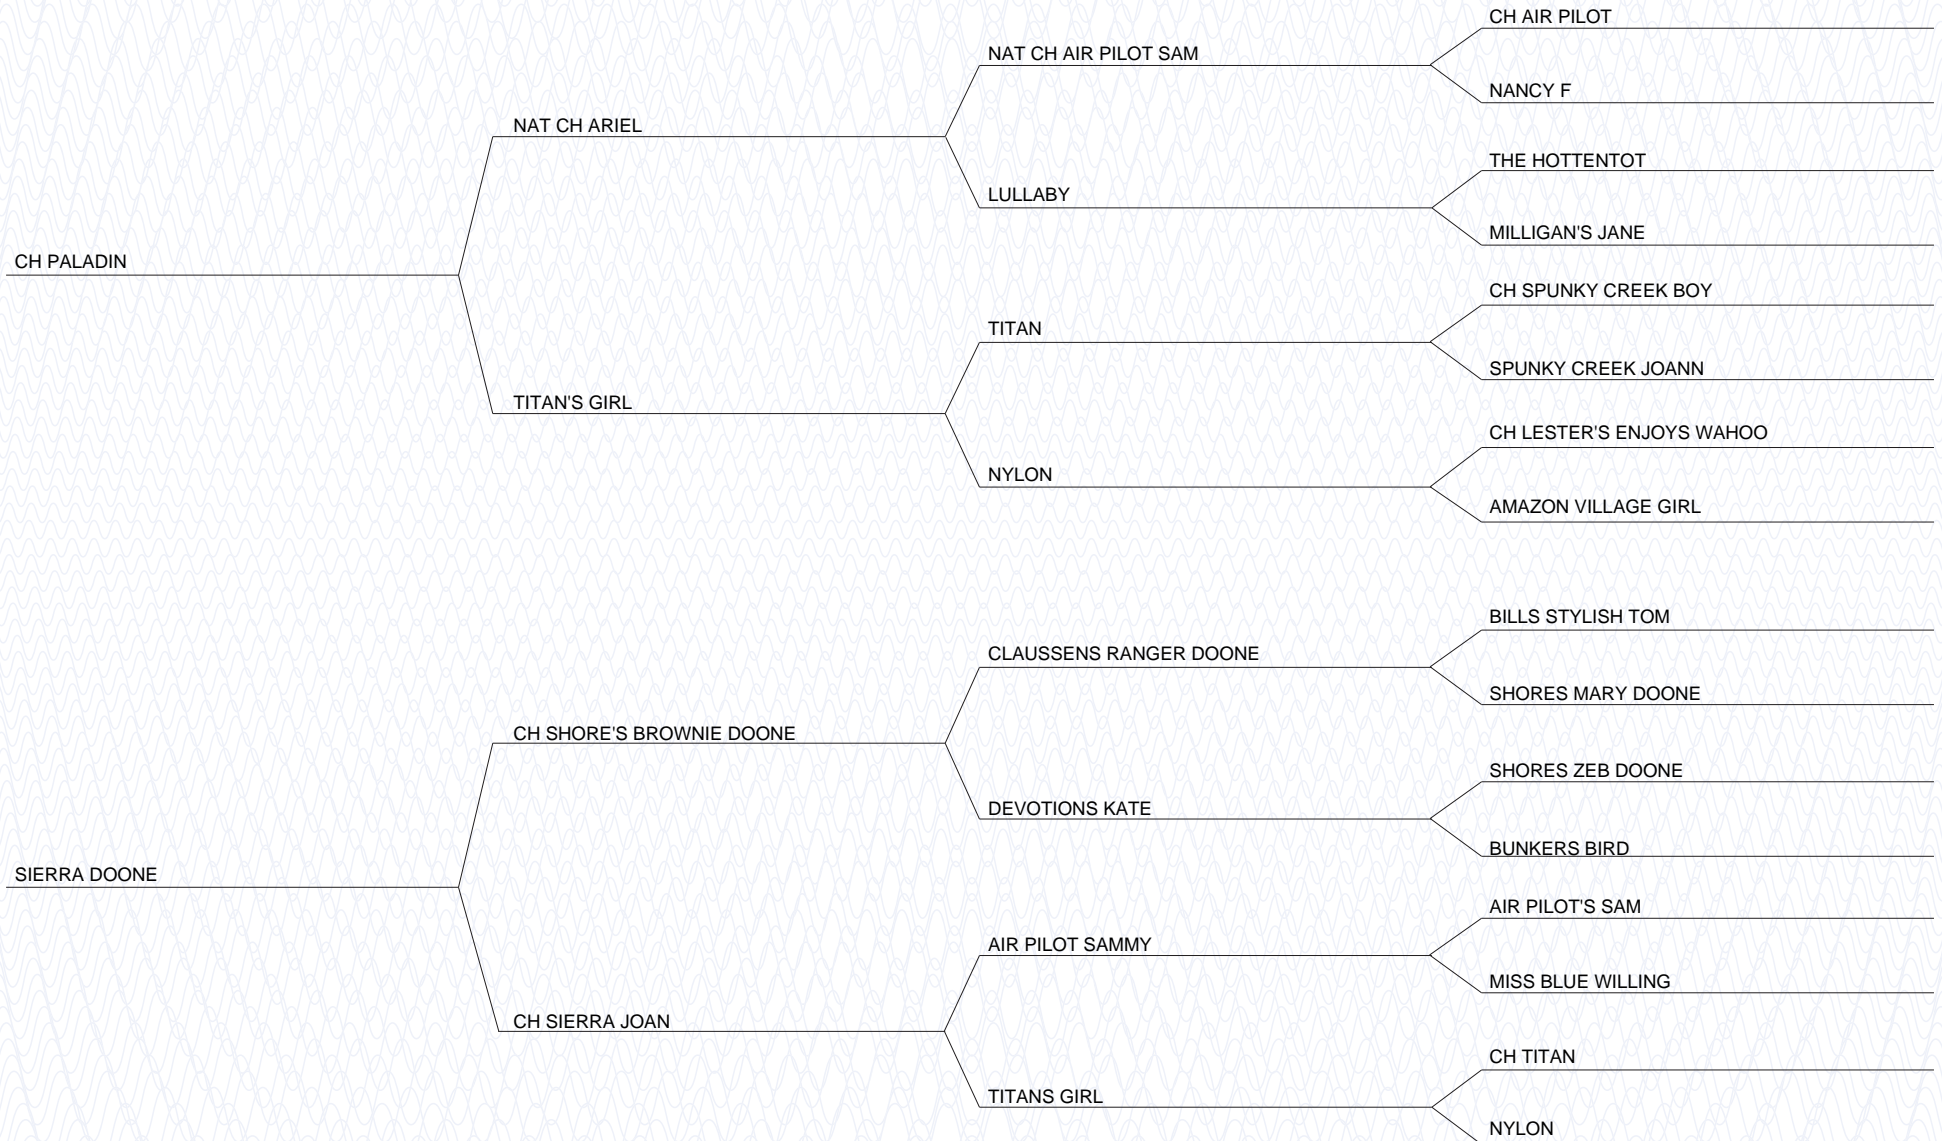 CH AIR PILOT
NAT CH AIR PILOT SAM
NANCY F
NAT CH ARIEL
THE HOTTENTOT
LULLABY
MILLIGAN'S JANE
CH PALADIN
CH SPUNKY CREEK BOY
TITAN
SPUNKY CREEK JOANN
TITAN'S GIRL
CH LESTER'S ENJOYS WAHOO
NYLON
AMAZON VILLAGE GIRL
BILLS STYLISH TOM
CLAUSSENS RANGER DOONE
SHORES MARY DOONE
CH SHORE'S BROWNIE DOONE
SHORES ZEB DOONE
DEVOTIONS KATE
BUNKERS BIRD
SIERRA DOONE
AIR PILOT'S SAM
AIR PILOT SAMMY
MISS BLUE WILLING
CH SIERRA JOAN
CH TITAN
TITANS GIRL
NYLON